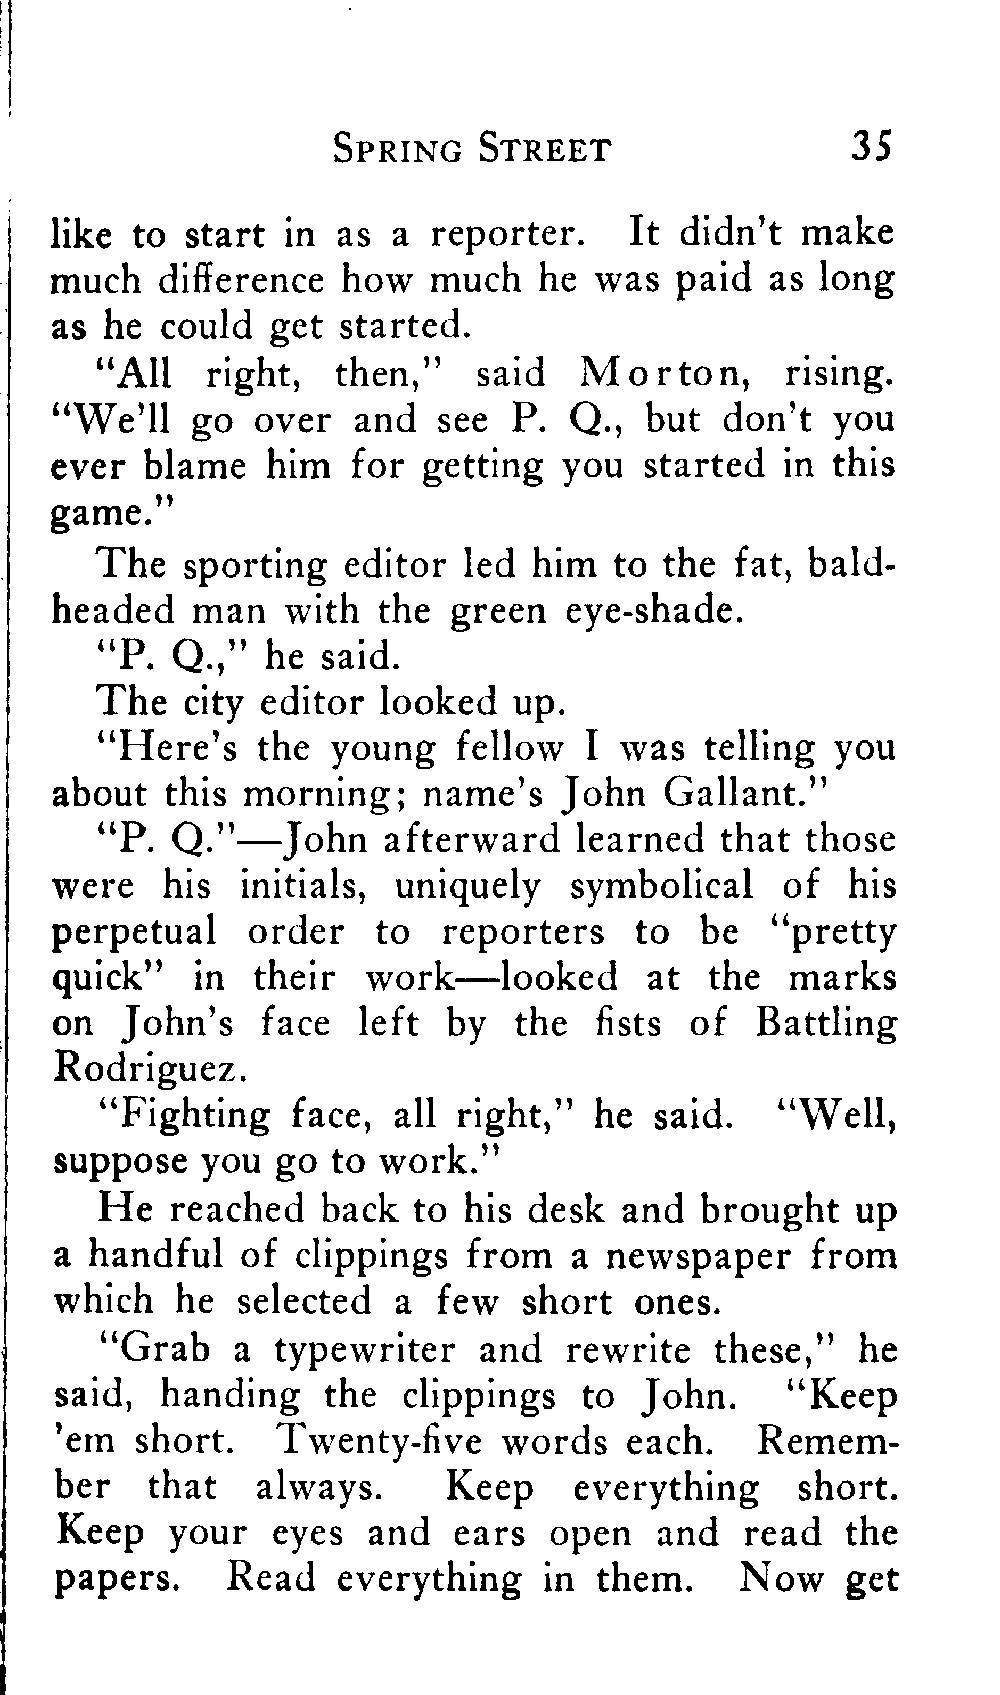 SPRING STREET 35
like to start in as a reporter. It didn't make
much difference how much he was paid as long
as he could get started.
"All right, then," said Morton, rising.
"We'll go over and see P. Q., but don't you
ever blame him for getting you started in this
game."
The sporting editor led him to the fat, bald-
headed man with the green eye-shade.
"P. Q.," he said.
The city editor looked up.
"Here's the young fellow I was telling you
about this morning; name's John Gallant."
"P. Q."—John afterward learned that those
were his initials, uniquely symbolical of his
perpetual order to reporters to be "pretty
quick" in their work—looked at the marks
on John's face left by the fists of Battling
Rodriguez.
"Fighting face, all right," he said. "Well,
suppose you go to work."
He reached back to his desk and brought up
a handful of clippings from a newspaper from
which he selected a few short ones.
"Grab a typewriter and rewrite these," he
said, handing the clippings to John. "Keep
'em short. Twenty-five words each. Remem-
ber that always. Keep everything short.
Keep your eyes and ears open and read the
papers. Read everything in them. Now get